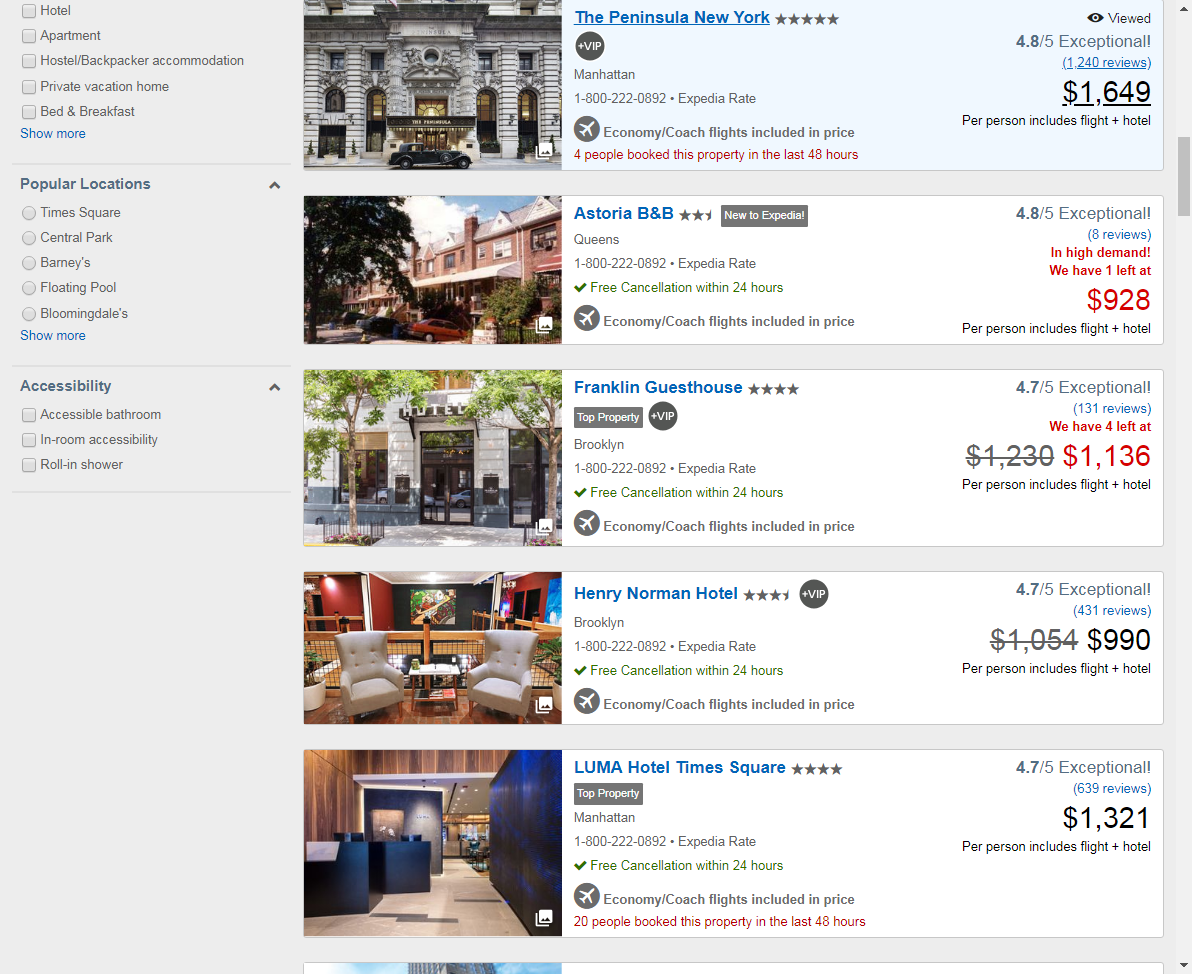 Hotel
Apartment
Hostel/Backpacker accommodation
Private vacation home
Bed & Breakfast
Show more
Popular Locations
Times Square
Central Park
Barney's
Floating Pool
Bloomingdale's
Show more
Accessibility
Accessible bathroom
In-room accessibility
Roll-in shower
THE PENINSULA
The Peninsula New York
Viewed
+VIP
4.8/5 Exceptional!
(1,240 reviews)
Manhattan
$1,649
1-800-222-0892 • Expedia Rate
Per person includes flight + hotel
Economy/Coach flights included in price
4 people booked this property in the last 48 hours
Astoria B&B
New to Expedia!
4.8/5 Exceptional!
(8 reviews)
Queens
In high demand!
1-800-222-0892 • Expedia Rate
We have 1 left at
Free Cancellation within 24 hours
$928
Economy/Coach flights included in price
Per person includes flight + hotel
HOTEL
Franklin Guesthouse
4.7/5 Exceptional!
Top Property
+VIP
(131 reviews)
We have 4 left at
Brooklyn
$1,230 $1,136
1-800-222-0892 • Expedia Rate
Per person includes flight + hotel
Free Cancellation within 24 hours
Economy/Coach flights included in price
Henry Norman Hotel
+VIP
4.7/5 Exceptional!
(431 reviews)
Brooklyn
$1,054 $990
1-800-222-0892 • Expedia Rate
Per person includes flight + hotel
Free Cancellation within 24 hours
Economy/Coach flights included in price
LUMA Hotel Times Square
4.7/5 Exceptional!
Top Property
(639 reviews)
Manhattan
$1,321
1-800-222-0892 • Expedia Rate
Per person includes flight + hotel
Free Cancellation within 24 hours
Economy/Coach flights included in price
20 people booked this property in the last 48 hours